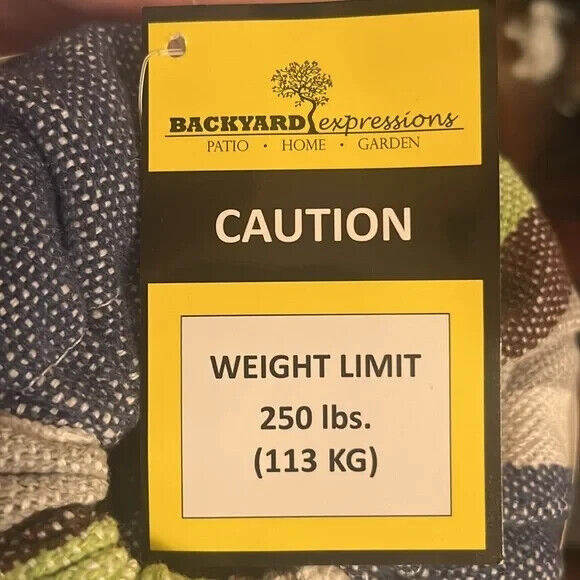 BACKYARD expressions
PATIO • HOME • GARDEN
CAUTION
WEIGHT LIMIT
250 lbs.
(113 KG)